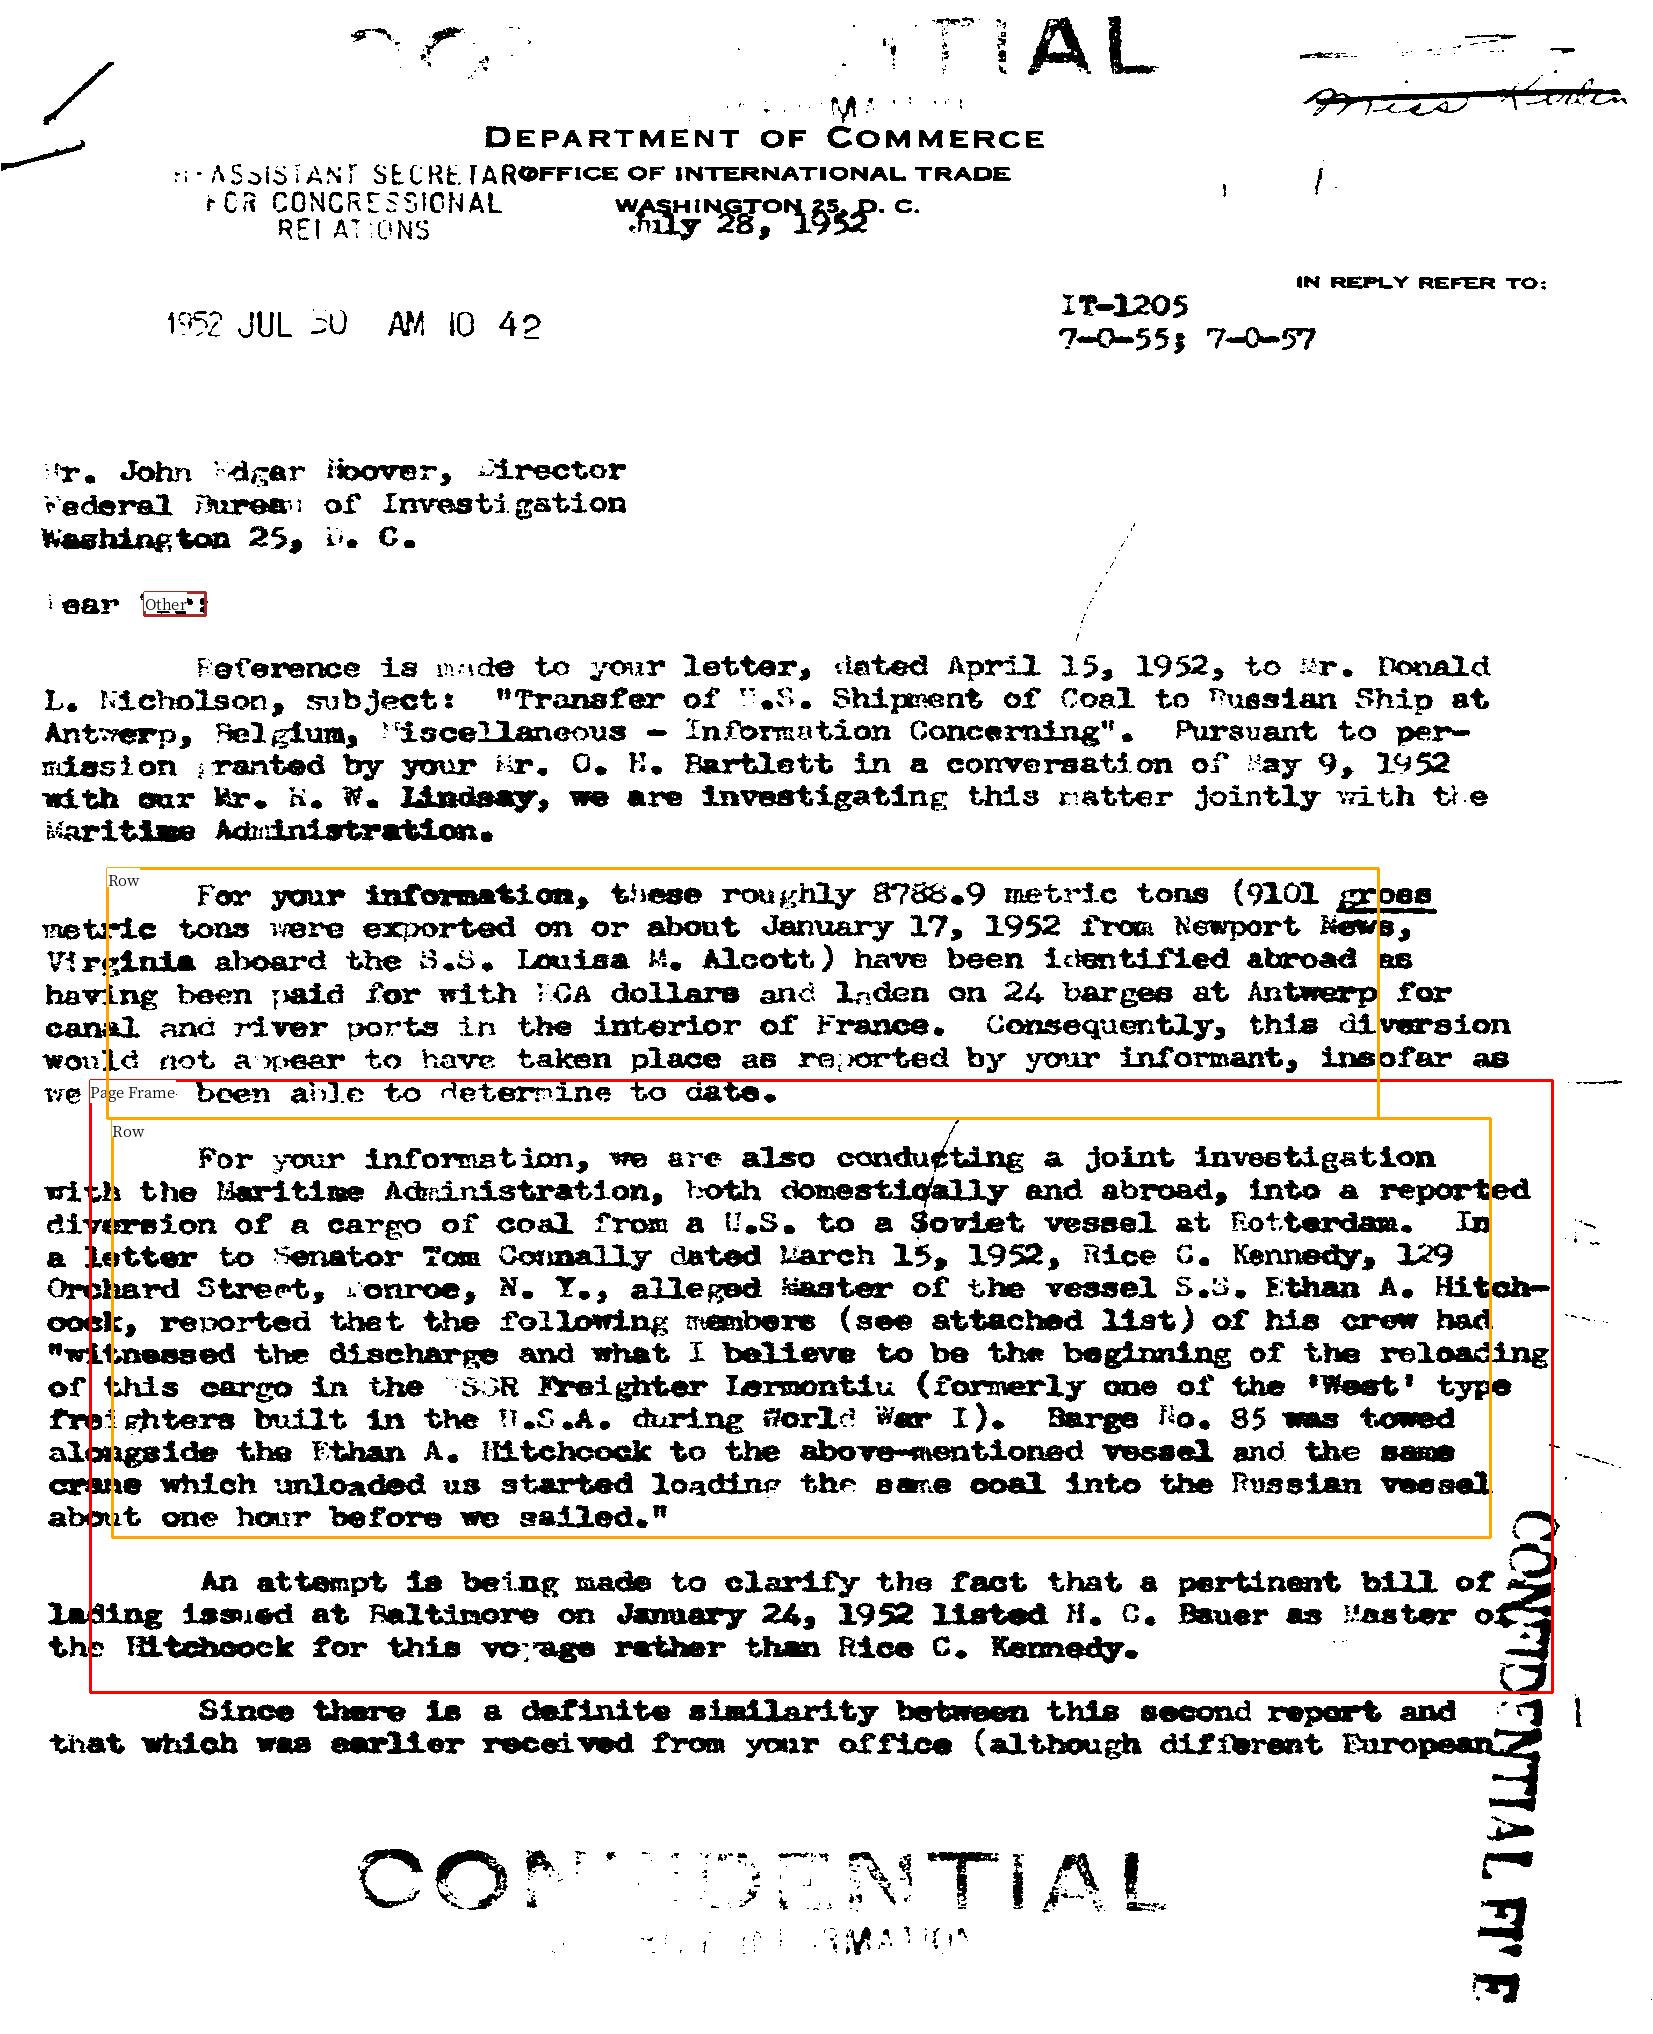 TIAL
Miss Kirlin
DEPARTMENT OF COMMERCE
ASSISTANT SECRETARY OFFICE OF INTERNATIONAL TRADE
FOR CONGRESSIONAL WASHINGTON 25, D. C.
RELATIONS July 28, 1952
IN REPLY REFER TO:
IT-1205
1952 JUL 30 AM 10 42
7-0-55; 7-0-57
Mr. John Edgar Hoover, Director
Federal Bureau of Investigation
Washington 25, D. C.
Dear Other
Reference is made to your letter, dated April 15, 1952, to Mr. Donald
L. Nicholson, subject: "Transfer of U.S. Shipment of Coal to Russian Ship at
Antwerp, Belgium, Miscellaneous - Information Concerning". Pursuant to per-
mission granted by your Mr. O. H. Bartlett in a conversation of May 9, 1952
with our Mr. R. W. Lindsay, we are investigating this matter jointly with the
Maritime Administration.
Row
For your information, these roughly 8788.9 metric tons (9101 gross
metric tons were exported on or about January 17, 1952 from Newport News,
Virginia aboard the S.S. Louisa M. Alcott) have been identified abroad as
having been paid for with ECA dollars and laden on 24 barges at Antwerp for
canal and river ports in the interior of France. Consequently, this diversion
would not appear to have taken place as reported by your informant, insofar as
we Page Frame been able to determine to date.
Row
For your information, we are also conducting a joint investigation
with the Maritime Administration, both domestically and abroad, into a reported
diversion of a cargo of coal from a U.S. to a Soviet vessel at Rotterdam. In
a letter to Senator Tom Connally dated March 15, 1952, Rice C. Kennedy, 129
Orchard Street, Monroe, N. Y., alleged Master of the vessel S.S. Ethan A. Hitch-
cock, reported that the following members (see attached list) of his crew had
"witnessed the discharge and what I believe to be the beginning of the reloading
of this cargo in the USSR Freighter Lermontiu (formerly one of the 'West' type
freighters built in the U.S.A. during World War I). Barge No. 85 was towed
alongside the Ethan A. Hitchcock to the above-mentioned vessel and the same
crane which unloaded us started loading the same coal into the Russian vessel
about one hour before we sailed."
An attempt is being made to clarify the fact that a pertinent bill of
lading issued at Baltimore on January 24, 1952 listed H. C. Bauer as Master of
the Hitchcock for this voyage rather than Rice C. Kennedy.
Since there is a definite similarity between this second report and
that which was earlier received from your office (although different European
CONFIDENTIAL
INFORMATION
CONFIDENTIAL FILE